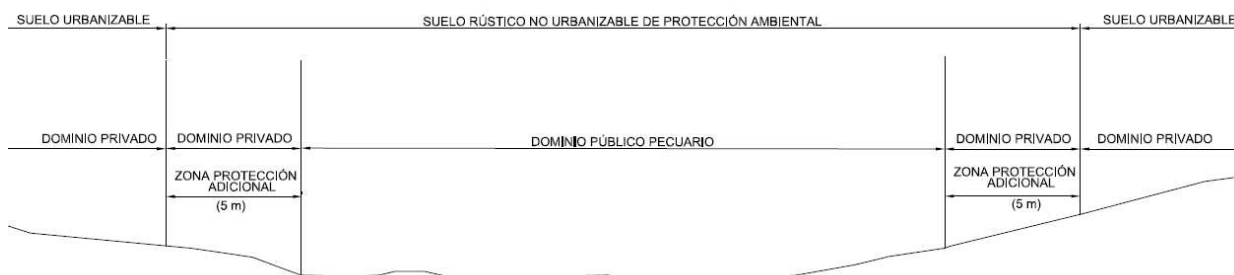 SUELO URBANIZABLE
SUELO RÚSTICO NO URBANIZABLE DE PROTECCIÓN AMBIENTAL
SUELO URBANIZABLE
DOMINIO PRIVADO
DOMINIO PRIVADO
DOMINIO PÚBLICO PECUARIO
DOMINIO PRIVADO
DOMINIO PRIVADO
ZONA PROTECCIÓN
ADICIONAL
(5 m)
ZONA PROTECCIÓN
ADICIONAL
(5 m)